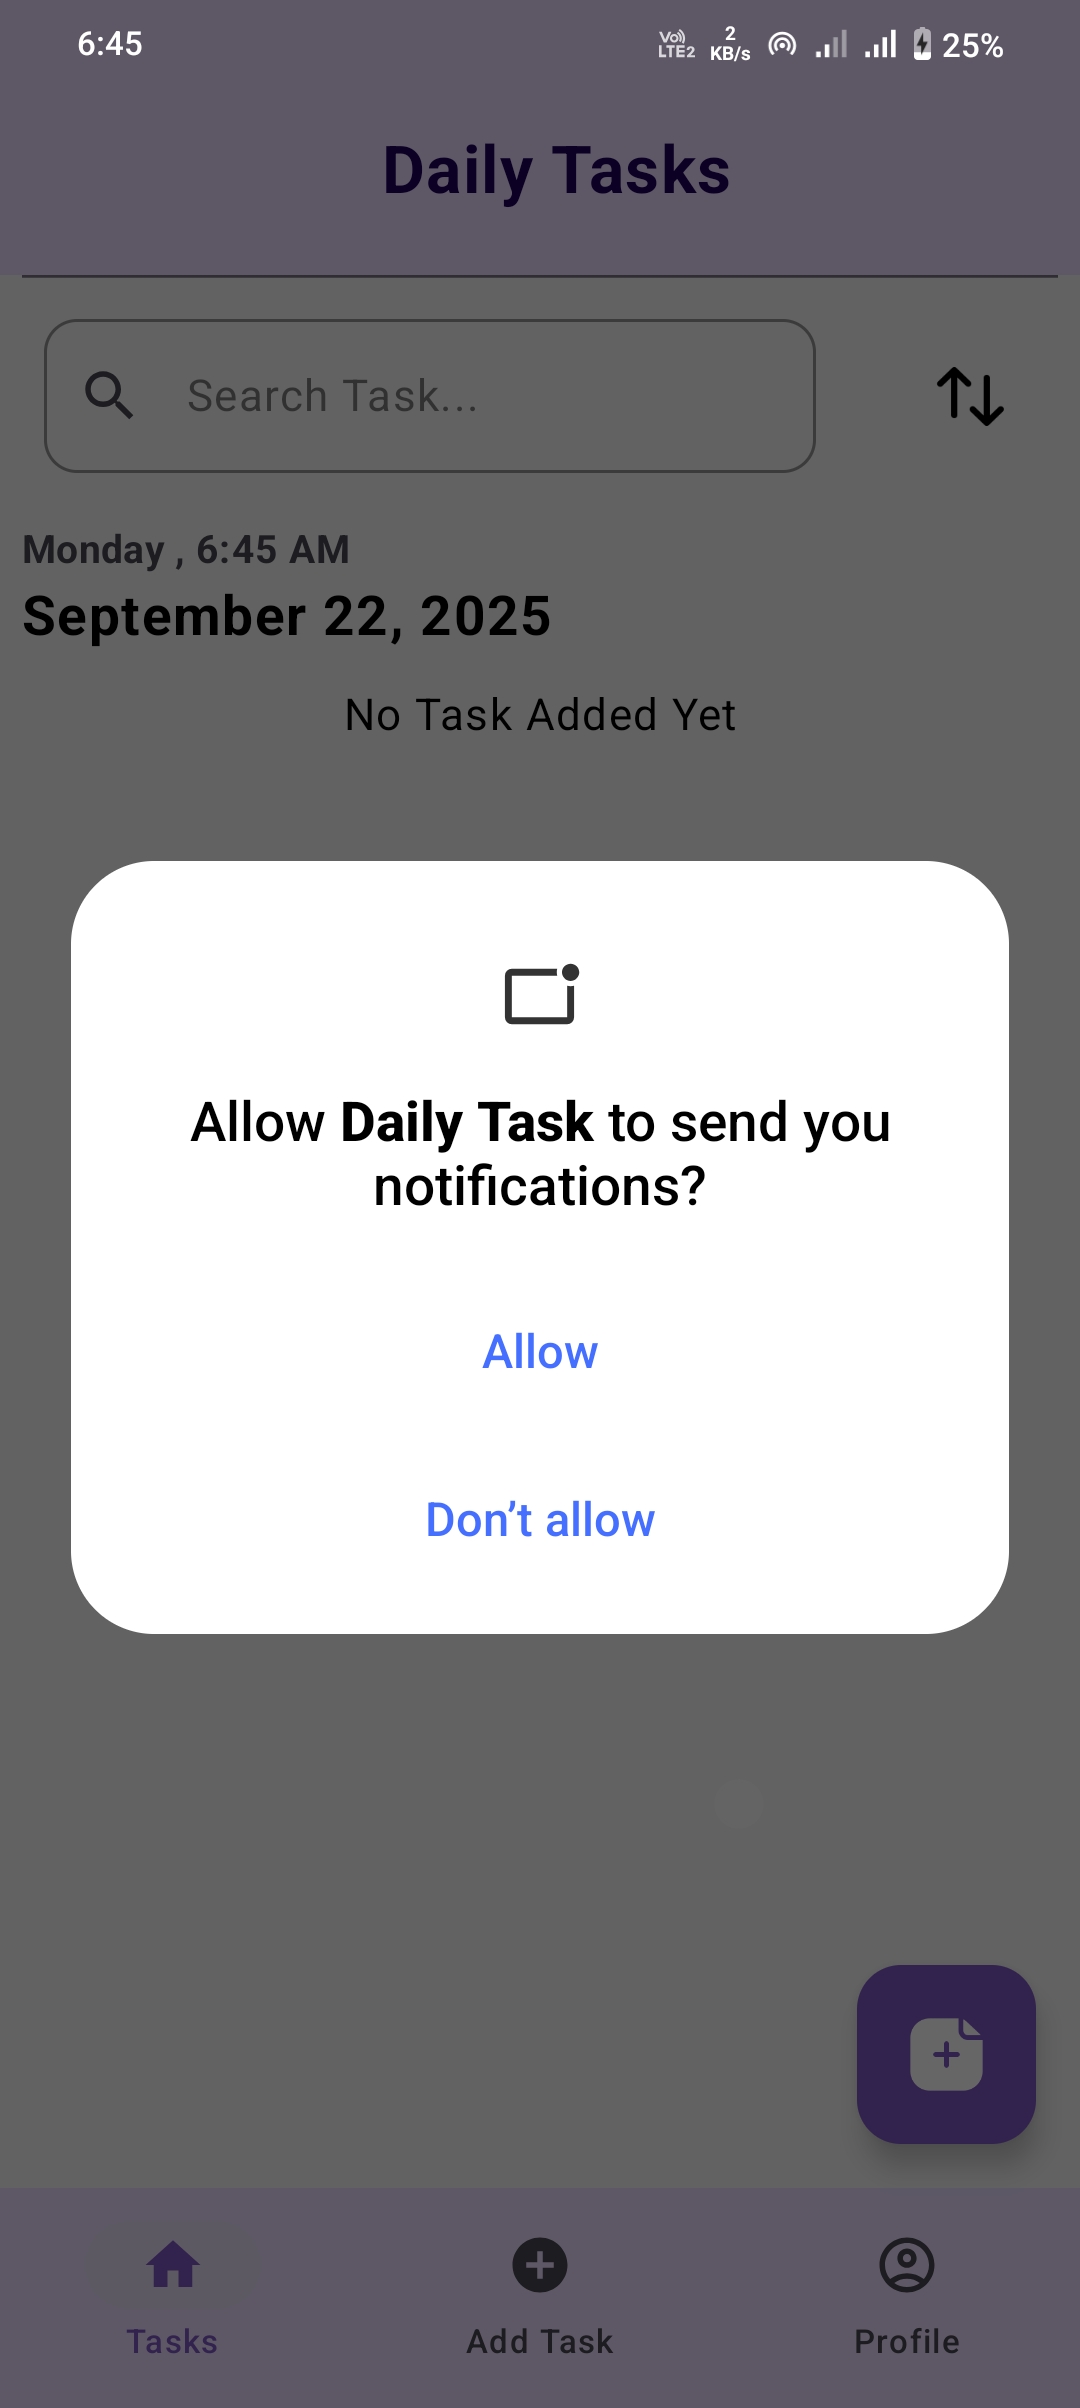 6:45
Vo)) LTE2
2 KB/s
25%
Daily Tasks
Search Task...
Monday , 6:45 AM
September 22, 2025
No Task Added Yet
Allow Daily Task to send you
notifications?
Allow
Don’t allow
Tasks
Add Task
Profile